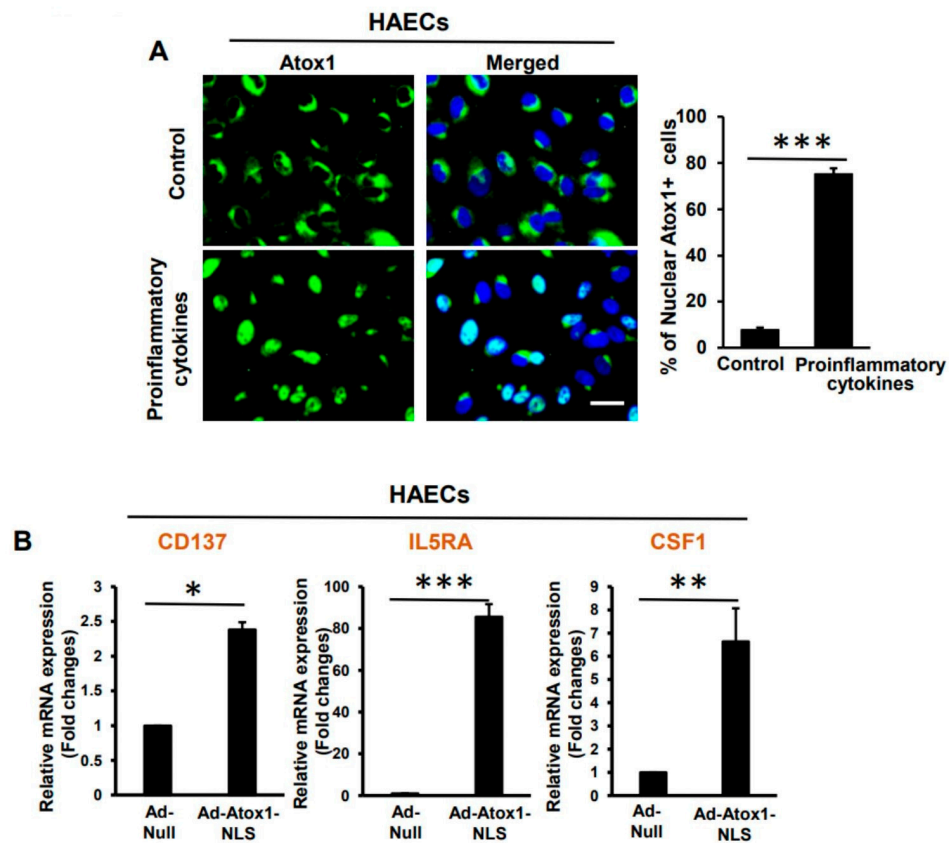 HAECs
A
Atox1
Merged
Control
Proinflammatory
cytokines
% of Nuclear Atox1+ cells
100
80
60
40
20
0
***
Control
Proinflammatory
cytokines
HAECs
B
CD137
IL5RA
CSF1
Relative mRNA expression
(Fold changes)
3
2.5
2
1.5
1
0.5
0
*
Ad-
Null
Ad-Atox1-
NLS
Relative mRNA expression
(Fold changes)
100
80
60
40
20
0
***
Ad-
Null
Ad-Atox1-
NLS
Relative mRNA expression
(Fold changes)
9
8
7
6
5
4
3
2
1
0
**
Ad-
Null
Ad-Atox1-
NLS